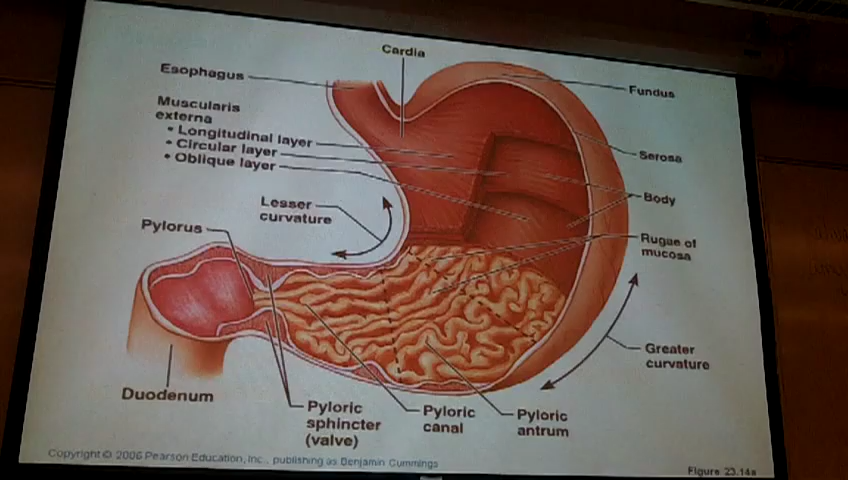 Cardia
Esophagus
Fundus
Muscularis
externa
• Longitudinal layer
• Circular layer
• Oblique layer
Serosa
Body
Lesser
curvature
Pylorus
Rugae of
mucosa
Greater
curvature
Duodenum
Pyloric
sphincter
(valve)
Pyloric
canal
Pyloric
antrum
Copyright © 2006 Pearson Education, Inc., publishing as Benjamin Cummings
Figure 23.14a